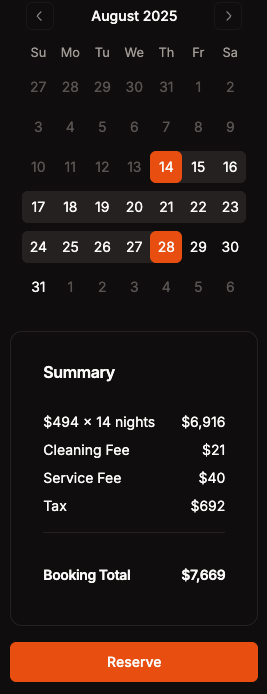 August 2025
Su Mo Tu We Th Fr Sa
27 28 29 30 31 1 2
3 4 5 6 7 8 9
10 11 12 13 14 15 16
17 18 19 20 21 22 23
24 25 26 27 28 29 30
31 1 2 3 4 5 6
Summary
$494 × 14 nights $6,916
Cleaning Fee $21
Service Fee $40
Tax $692
Booking Total $7,669
Reserve